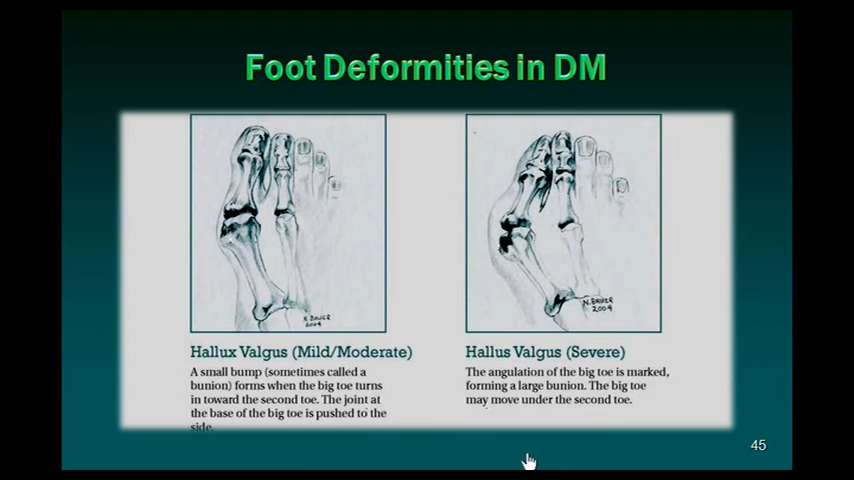 Foot Deformities in DM
N. BAUER
2004
Hallux Valgus (Mild/Moderate)
A small bump (sometimes called a
bunion) forms when the big toe turns
in toward the second toe. The joint at
the base of the big toe is pushed to the
side.
N. BAUER
2004
Hallus Valgus (Severe)
The angulation of the big toe is marked,
forming a large bunion. The big toe
may move under the second toe.
45